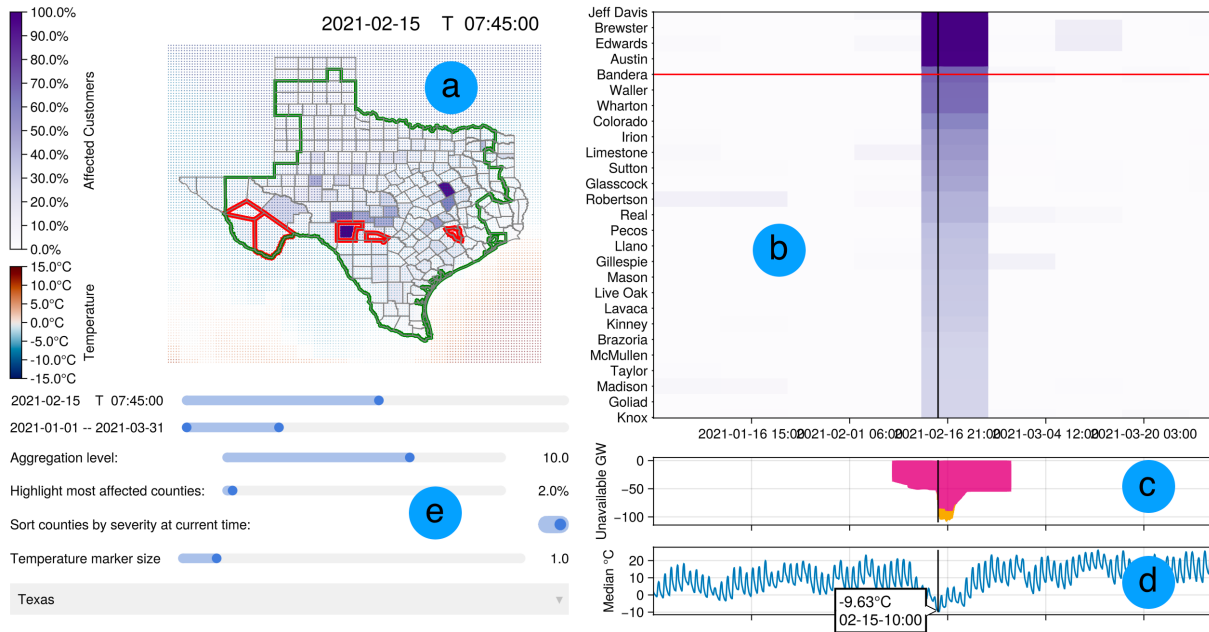 100.0%
90.0%
80.0%
70.0%
60.0%
50.0%
40.0%
30.0%
20.0%
10.0%
0.0%
Affected Customers
15.0°C
10.0°C
5.0°C
0.0°C
-5.0°C
-10.0°C
-15.0°C
Temperature
2021-02-15 T 07:45:00
a
2021-02-15 T 07:45:00
2021-01-01 -- 2021-03-31
Aggregation level: 10.0
Highlight most affected counties: 2.0%
Sort counties by severity at current time:
Temperature marker size 1.0
Texas
e
Jeff Davis
Brewster
Edwards
Austin
Bandera
Waller
Wharton
Colorado
Irion
Limestone
Sutton
Glasscock
Robertson
Real
Pecos
Llano
Gillespie
Mason
Live Oak
Lavaca
Kinney
Brazoria
McMullen
Taylor
Madison
Goliad
Knox
b
2021-01-16 15:00
2021-02-01 06:00
2021-02-16 21:00
2021-03-04 12:00
2021-03-20 03:00
Unavailable GW
0
−50
−100
c
Median °C
20
10
0
−10
-9.63°C
02-15-10:00
d